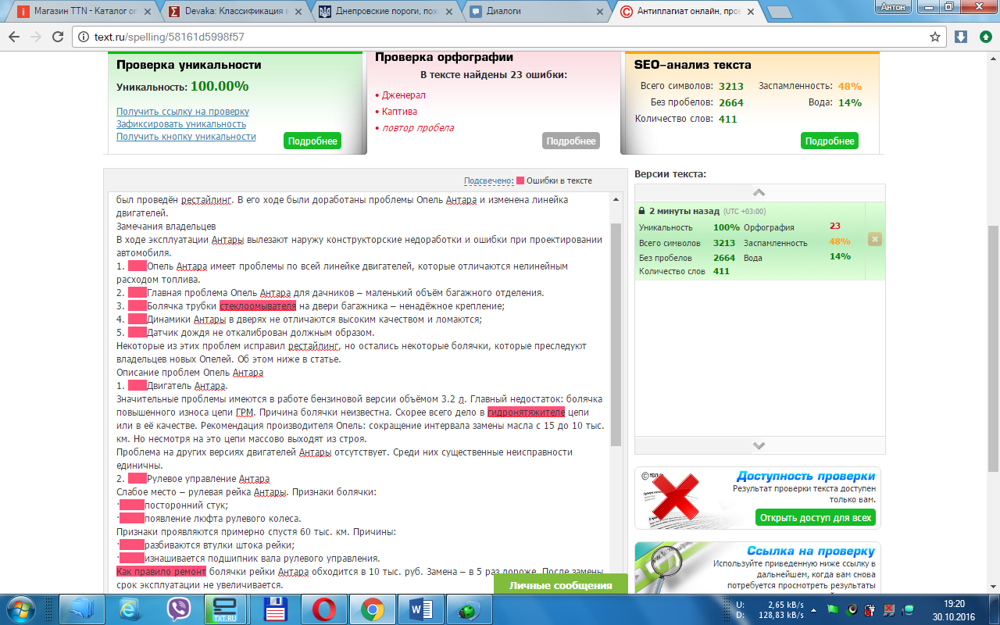 Магазин TTN - Каталог оп
Devaka: Классификация в
Днепровские пороги, пох
Диалоги
Антиплагиат онлайн, про
Антон
text.ru/spelling/58161d5998f57
Проверка уникальности
Уникальность: 100.00%
Получить ссылку на проверку
Зафиксировать уникальность
Получить кнопку уникальности
Подробнее
Проверка орфографии
В тексте найдены 23 ошибки:
• Дженерал
• Каптива
• повтор пробела
Подробнее
SEO-анализ текста
Всего символов: 3213 Заспамленность: 48%
Без пробелов: 2664 Вода: 14%
Количество слов: 411
Подробнее
Подсвечено: Ошибки в тексте
был проведён рестайлинг. В его ходе были доработаны проблемы Опель Антара и изменена линейка
двигателей.
Замечания владельцев
В ходе эксплуатации Антары вылезают наружу конструкторские недоработки и ошибки при проектировании
автомобиля.
1. Опель Антара имеет проблемы по всей линейке двигателей, которые отличаются нелинейным
расходом топлива.
2. Главная проблема Опель Антара для дачников – маленький объём багажного отделения.
3. Болячка трубки стеклоомывателя на двери багажника – ненадёжное крепление;
4. Динамики Антары в дверях не отличаются высоким качеством и ломаются;
5. Датчик дождя не откалиброван должным образом.
Некоторые из этих проблем исправил рестайлинг, но остались некоторые болячки, которые преследуют
владельцев новых Опелей. Об этом ниже в статье.
Описание проблем Опель Антара
1. Двигатель Антара.
Значительные проблемы имеются в работе бензиновой версии объёмом 3.2 л. Главный недостаток: болячка
повышенного износа цепи ГРМ. Причина болячки неизвестна. Скорее всего дело в гидронятяжителе цепи
или в её качестве. Рекомендация производителя Опель: сокращение интервала замены масла с 15 до 10 тыс.
км. Но несмотря на это цепи массово выходят из строя.
Проблема на других версиях двигателей Антары отсутствует. Среди них существенные неисправности
единичны.
2. Рулевое управление Антара
Слабое место – рулевая рейка Антары. Признаки болячки:
· посторонний стук;
· появление люфта рулевого колеса.
Признаки проявляются примерно спустя 60 тыс. км. Причины:
· разбиваются втулки штока рейки;
· изнашивается подшипник вала рулевого управления.
Как правило ремонт болячки рейки Антара обходится в 10 тыс. руб. Замена – в 5 раз дороже. После замены
срок эксплуатации не увеличивается.
Версии текста:
2 минуты назад (UTC +03:00)
Уникальность 100% Орфография 23
Всего символов 3213 Заспамленность 48%
Без пробелов 2664 Вода 14%
Количество слов 411
Доступность проверки
Результат проверки текста доступен
только вам.
Открыть доступ для всех
Ссылка на проверку
Используйте приведенную ниже ссылку в
дальнейшем, когда вам снова
потребуется просмотреть результаты
Личные сообщения
TXT.RU
U: 2,65 kB/s
D: 128,83 kB/s
19:20
30.10.2016